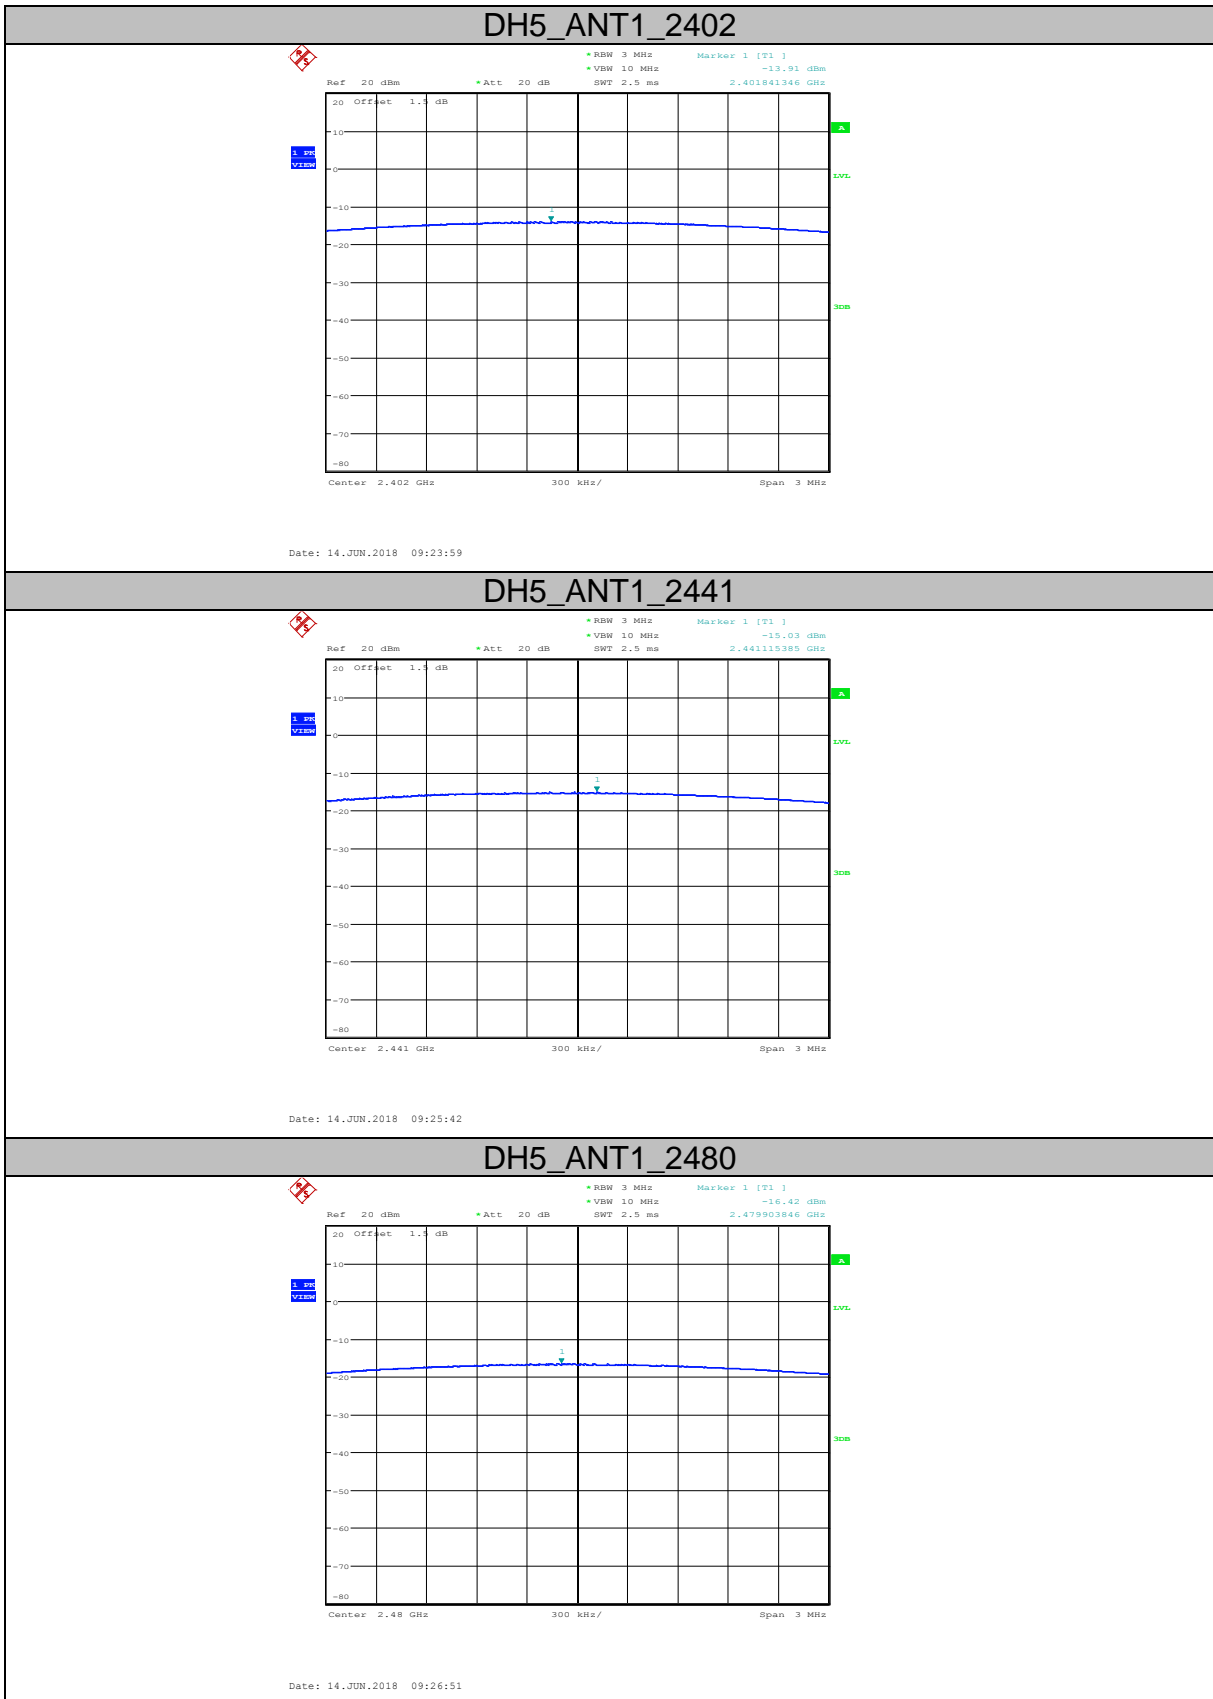 DH5_ANT1_2402
R S
*RBW 3 MHz Marker 1 [T1 ]
*VBW 10 MHz -13.91 dBm
Ref 20 dBm *Att 20 dB SWT 2.5 ms 2.401841346 GHz
20 Offset 1.5 dB
A
10
1 PK
VIEW
0
LVL
-10
1
-20
-30
3DB
-40
-50
-60
-70
-80
Center 2.402 GHz 300 kHz/ Span 3 MHz
Date: 14.JUN.2018 09:23:59
DH5_ANT1_2441
R S
*RBW 3 MHz Marker 1 [T1 ]
*VBW 10 MHz -15.03 dBm
Ref 20 dBm *Att 20 dB SWT 2.5 ms 2.441115385 GHz
20 Offset 1.5 dB
A
10
1 PK
VIEW
0
LVL
-10
1
-20
-30
3DB
-40
-50
-60
-70
-80
Center 2.441 GHz 300 kHz/ Span 3 MHz
Date: 14.JUN.2018 09:25:42
DH5_ANT1_2480
R S
*RBW 3 MHz Marker 1 [T1 ]
*VBW 10 MHz -16.42 dBm
Ref 20 dBm *Att 20 dB SWT 2.5 ms 2.479903846 GHz
20 Offset 1.5 dB
A
10
1 PK
VIEW
0
LVL
-10
1
-20
-30
3DB
-40
-50
-60
-70
-80
Center 2.48 GHz 300 kHz/ Span 3 MHz
Date: 14.JUN.2018 09:26:51